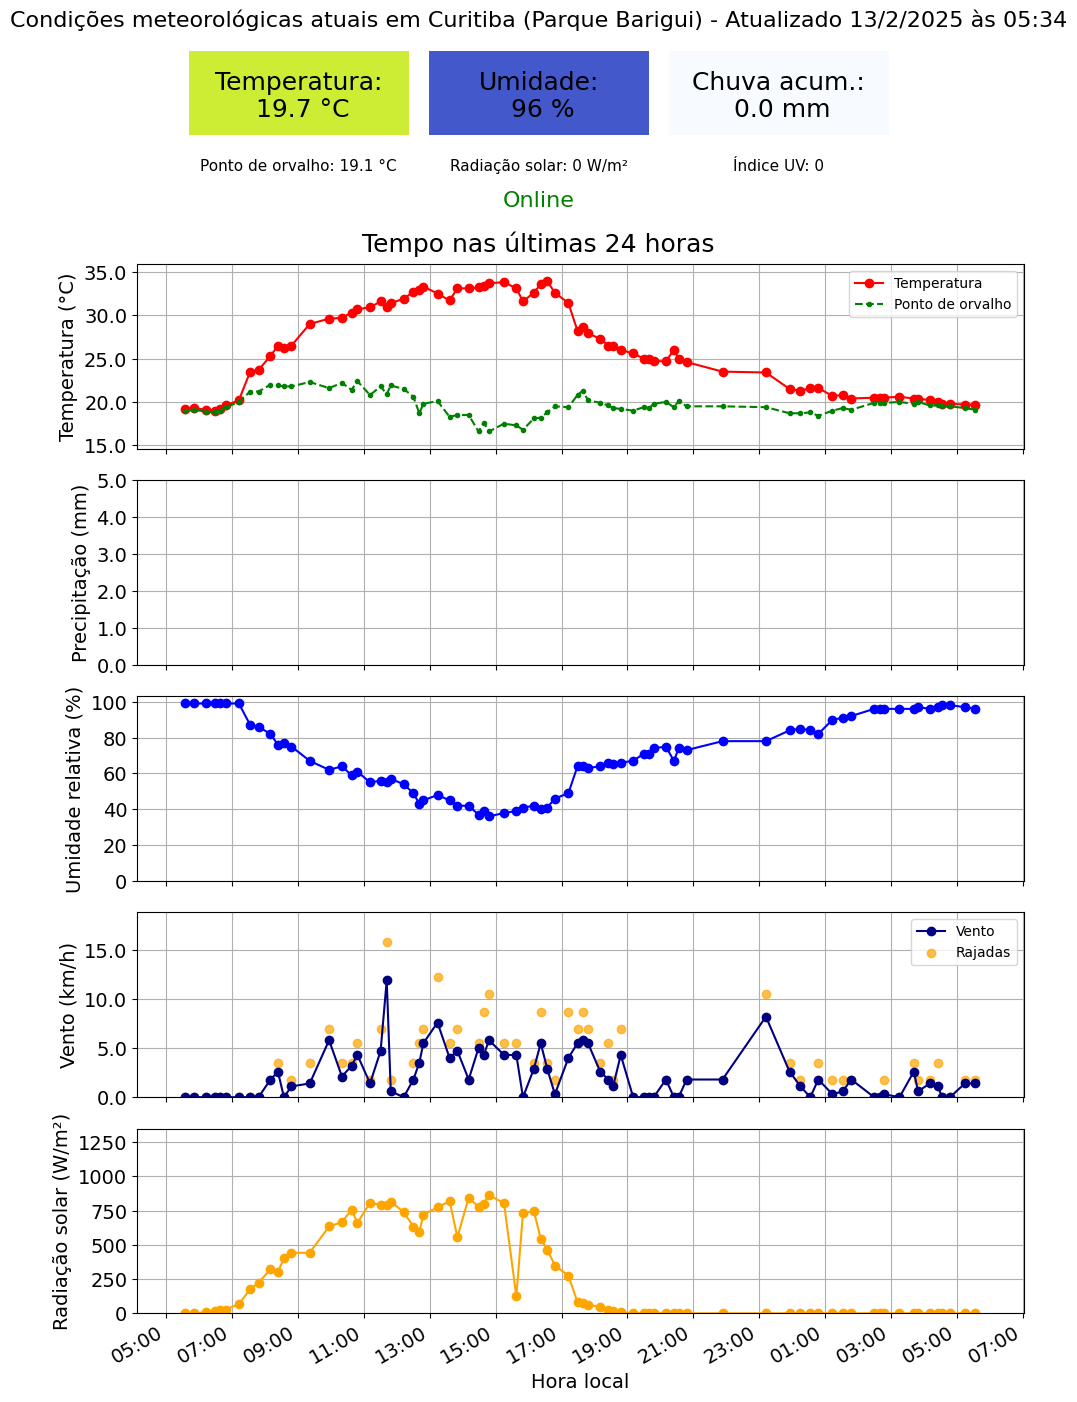 Condições meteorológicas atuais em Curitiba (Parque Barigui) - Atualizado 13/2/2025 às 05:34
Temperatura:
19.7 °C
Umidade:
96 %
Chuva acum.:
0.0 mm
Ponto de orvalho: 19.1 °C
Radiação solar: 0 W/m²
Índice UV: 0
Online
Tempo nas últimas 24 horas
Temperatura (°C)
35.0
30.0
25.0
20.0
15.0
Temperatura
Ponto de orvalho
Precipitação (mm)
5.0
4.0
3.0
2.0
1.0
0.0
Umidade relativa (%)
100
80
60
40
20
0
Vento (km/h)
15.0
10.0
5.0
0.0
Vento
Rajadas
Radiação solar (W/m²)
1250
1000
750
500
250
0
05:00
07:00
09:00
11:00
13:00
15:00
17:00
19:00
21:00
23:00
01:00
03:00
05:00
07:00
Hora local